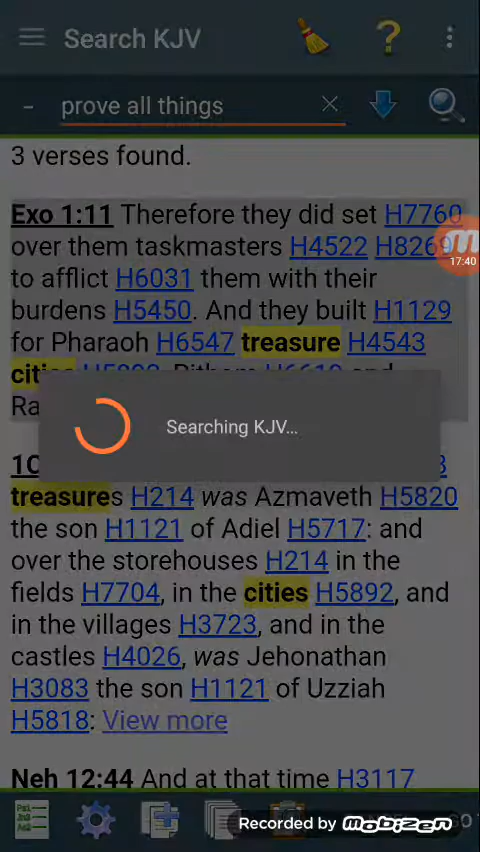 Search KJV
prove all things
3 verses found.
Exo 1:11 Therefore they did set H7760
over them taskmasters H4522 H8269
17:40
to afflict H6031 them with their
burdens H5450. And they built H1129
for Pharaoh H6547 treasure H4543
Searching KJV...
treasures H214 was Azmaveth H5820
the son H1121 of Adiel H5717: and
over the storehouses H214 in the
fields H7704, in the cities H5892, and
in the villages H3723, and in the
castles H4026, was Jehonathan
H3083 the son H1121 of Uzziah
H5818: View more
Neh 12:44 And at that time H3117
Recorded by mobizen